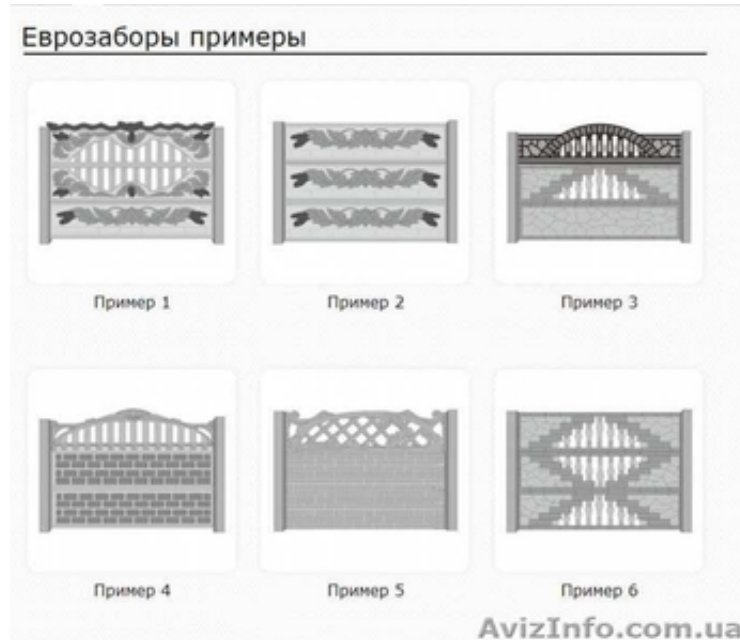 Еврозаборы примеры
Пример 1
Пример 2
Пример 3
Пример 4
Пример 5
Пример 6
AvizInfo.com.ua